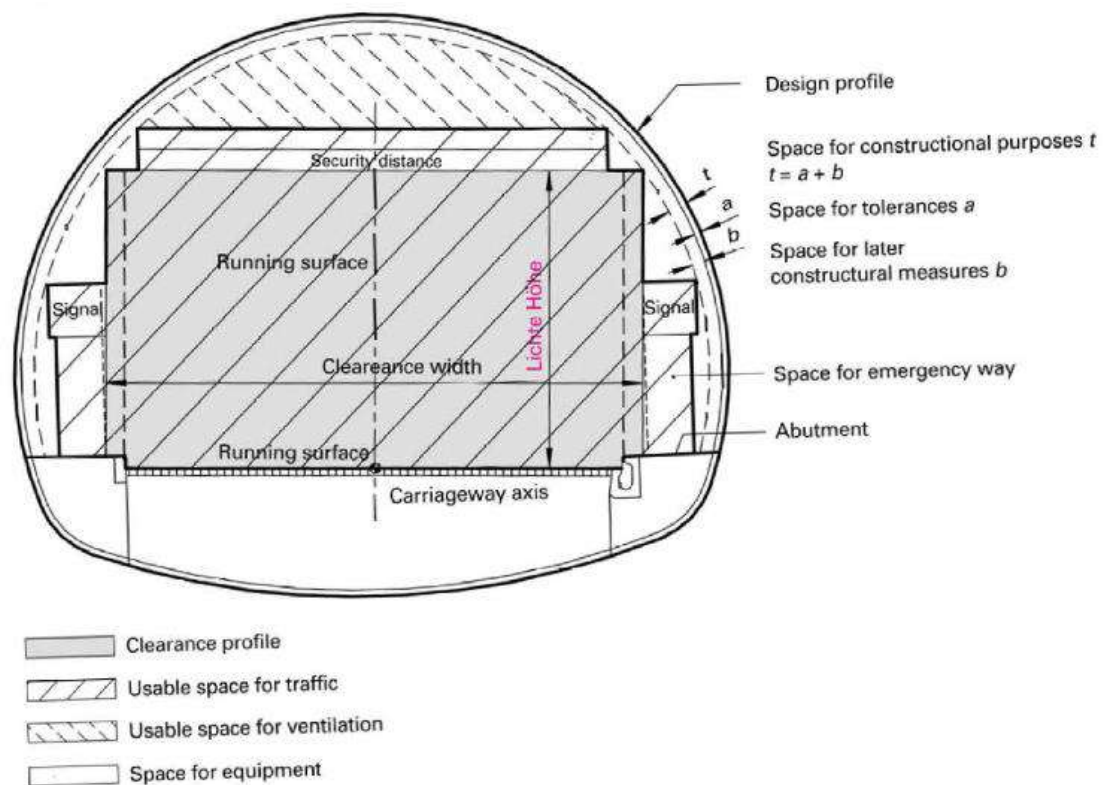 Design profile
Space for constructional purposes t
t = a + b
Space for tolerances a
Space for later
constructural measures b
t
a
b
Security distance
Running surface
Lichte Höhe
Signal
Signal
Cleareance width
Space for emergency way
Abutment
Running surface
Carriageway axis
Clearance profile
Usable space for traffic
Usable space for ventilation
Space for equipment